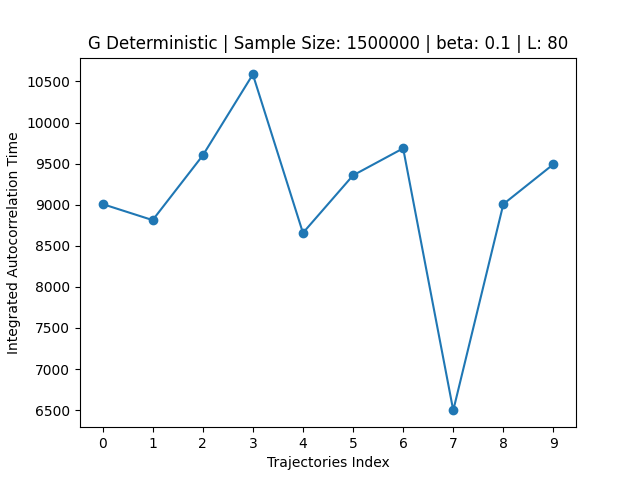 G Deterministic | Sample Size: 1500000 | beta: 0.1 | L: 80
Integrated Autocorrelation Time
10500
10000
9500
9000
8500
8000
7500
7000
6500
0 1 2 3 4 5 6 7 8 9
Trajectories Index